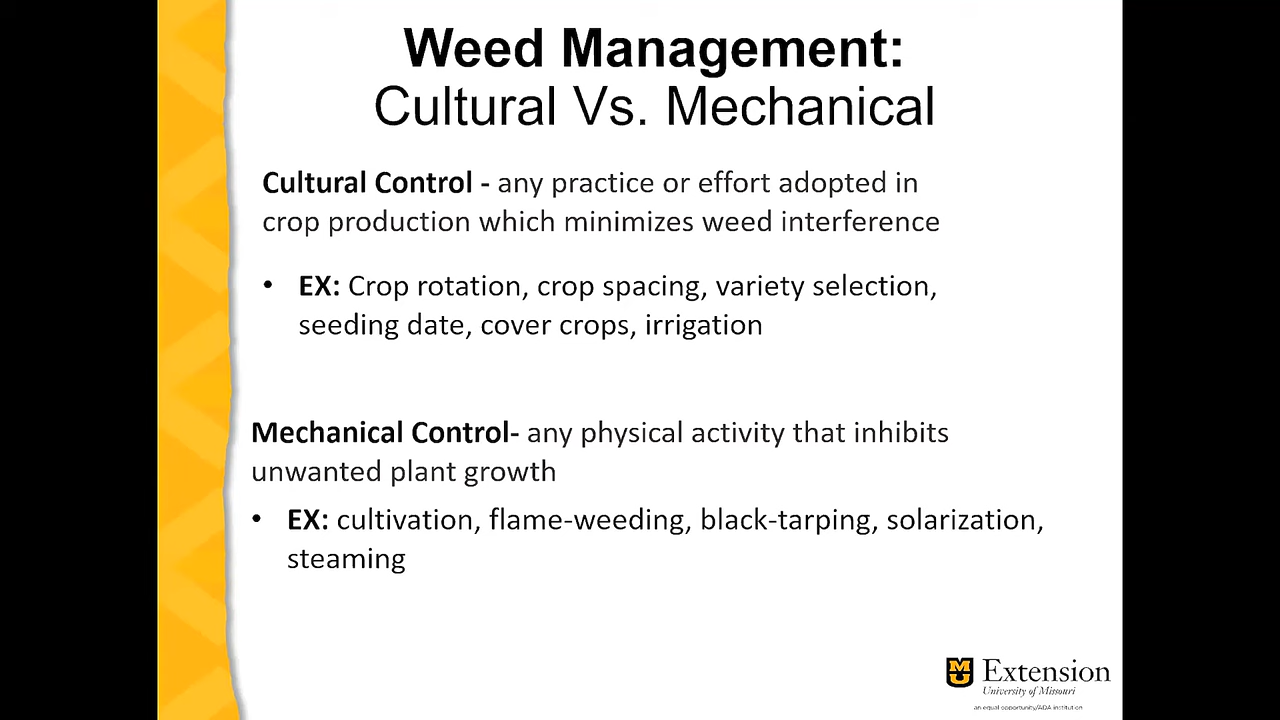 Weed Management:
Cultural Vs. Mechanical
Cultural Control - any practice or effort adopted in
crop production which minimizes weed interference
• EX: Crop rotation, crop spacing, variety selection,
seeding date, cover crops, irrigation
Mechanical Control- any physical activity that inhibits
unwanted plant growth
• EX: cultivation, flame-weeding, black-tarping, solarization,
steaming
MU Extension
University of Missouri
an equal opportunity/ADA institution